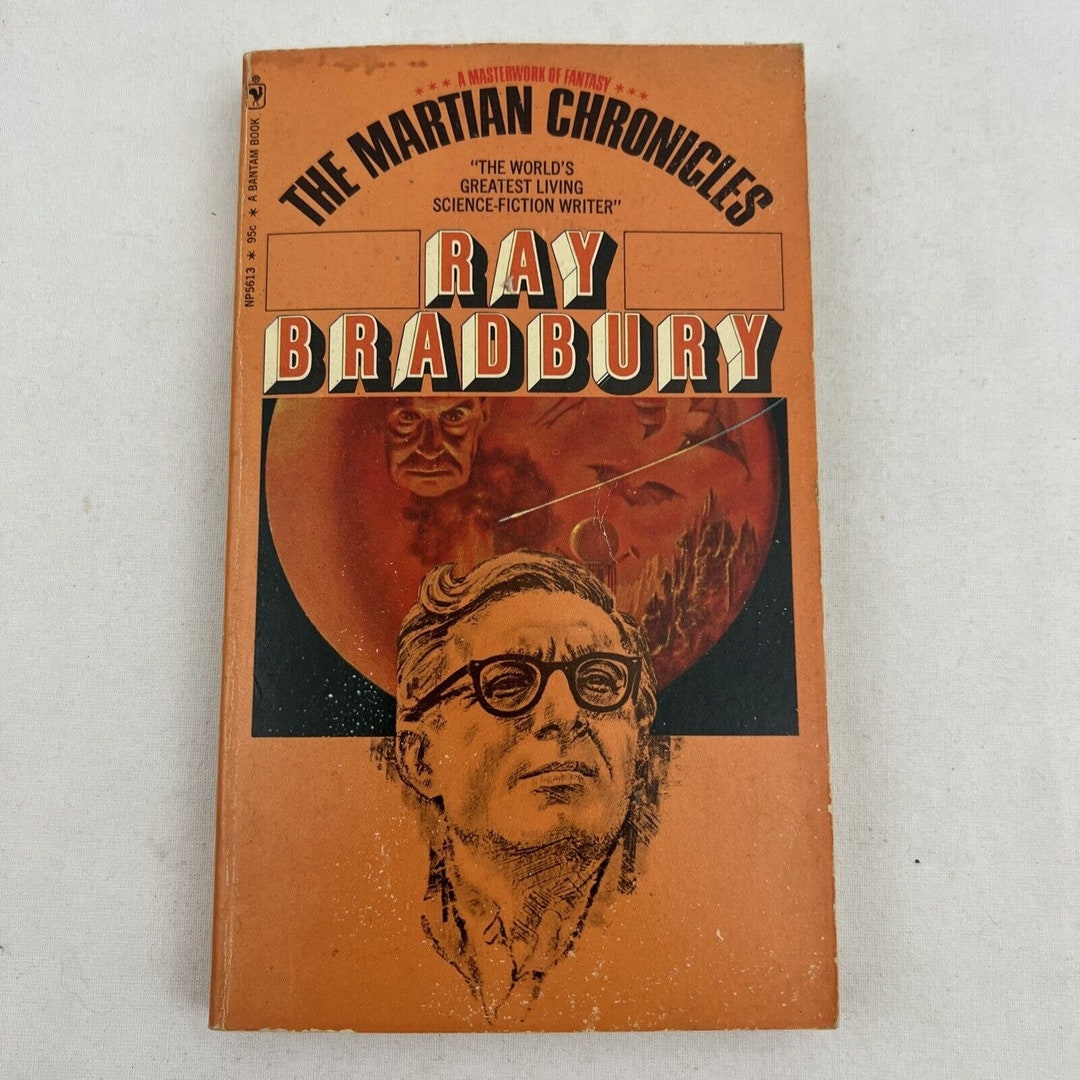 *** A MASTERWORK OF FANTASY ***
THE MARTIAN CHRONICLES
"THE WORLD'S
GREATEST LIVING
SCIENCE-FICTION WRITER"
RAY
BRADBURY
NP5613 * 95c * A BANTAM BOOK ®